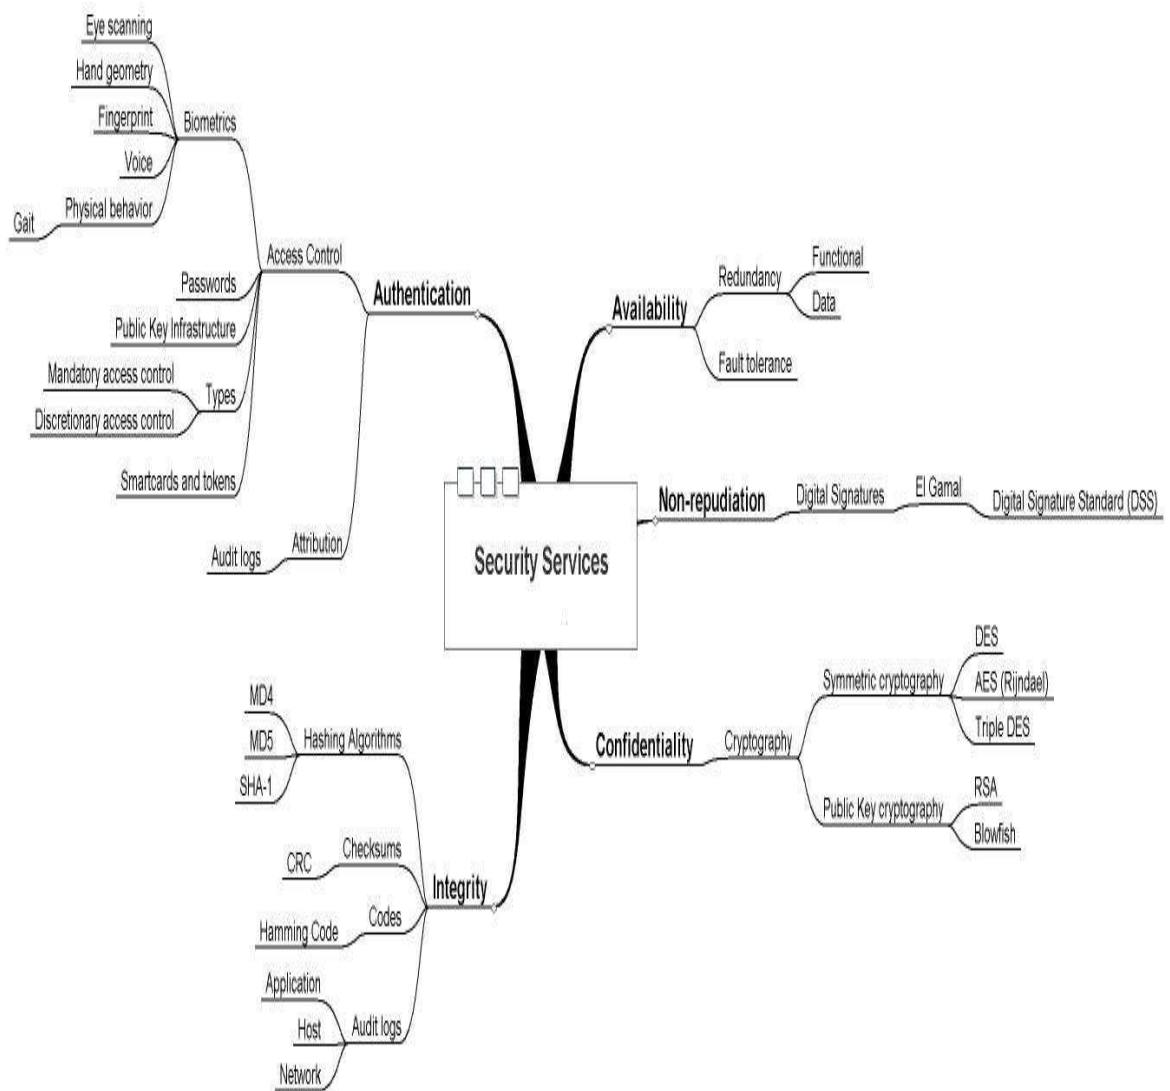 Security Services
Authentication
Access Control
Biometrics
Eye scanning
Hand geometry
Fingerprint
Voice
Physical behavior
Gait
Passwords
Public Key Infrastructure
Types
Mandatory access control
Discretionary access control
Smartcards and tokens
Attribution
Audit logs
Availability
Redundancy
Functional
Data
Fault tolerance
Non-repudiation
Digital Signatures
El Gamal
Digital Signature Standard (DSS)
Confidentiality
Cryptography
Symmetric cryptography
DES
AES (Rijndael)
Triple DES
Public Key cryptography
RSA
Blowfish
Integrity
Hashing Algorithms
MD4
MD5
SHA-1
Checksums
CRC
Codes
Hamming Code
Audit logs
Application
Host
Network